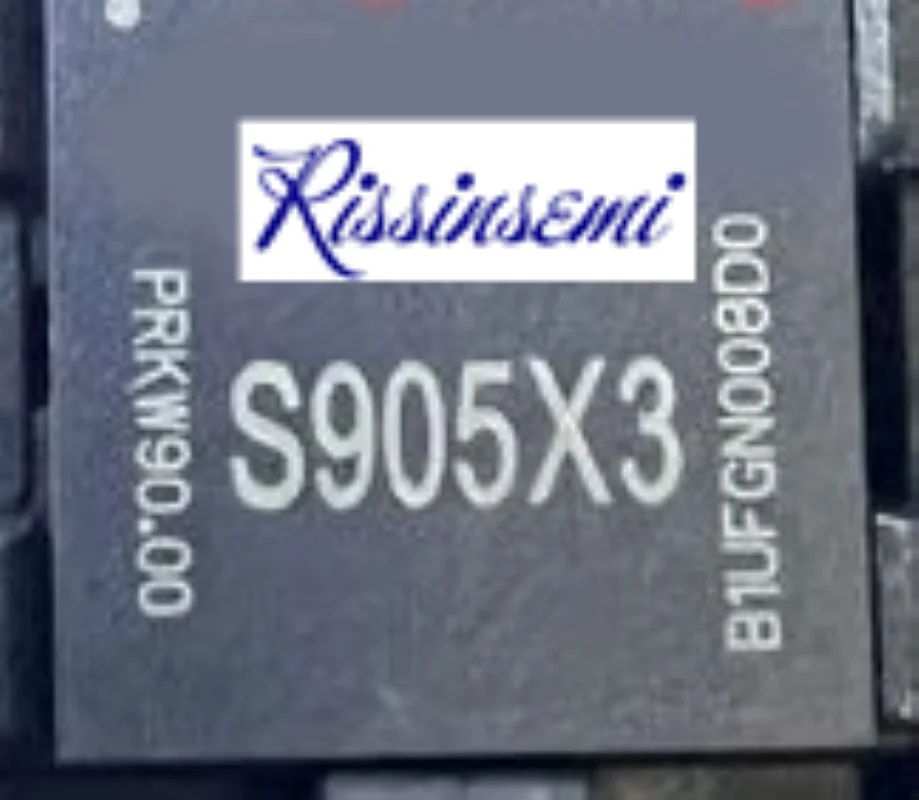 Rissinsemi
PRKW90.00
S905X3
B1UFGN008D0